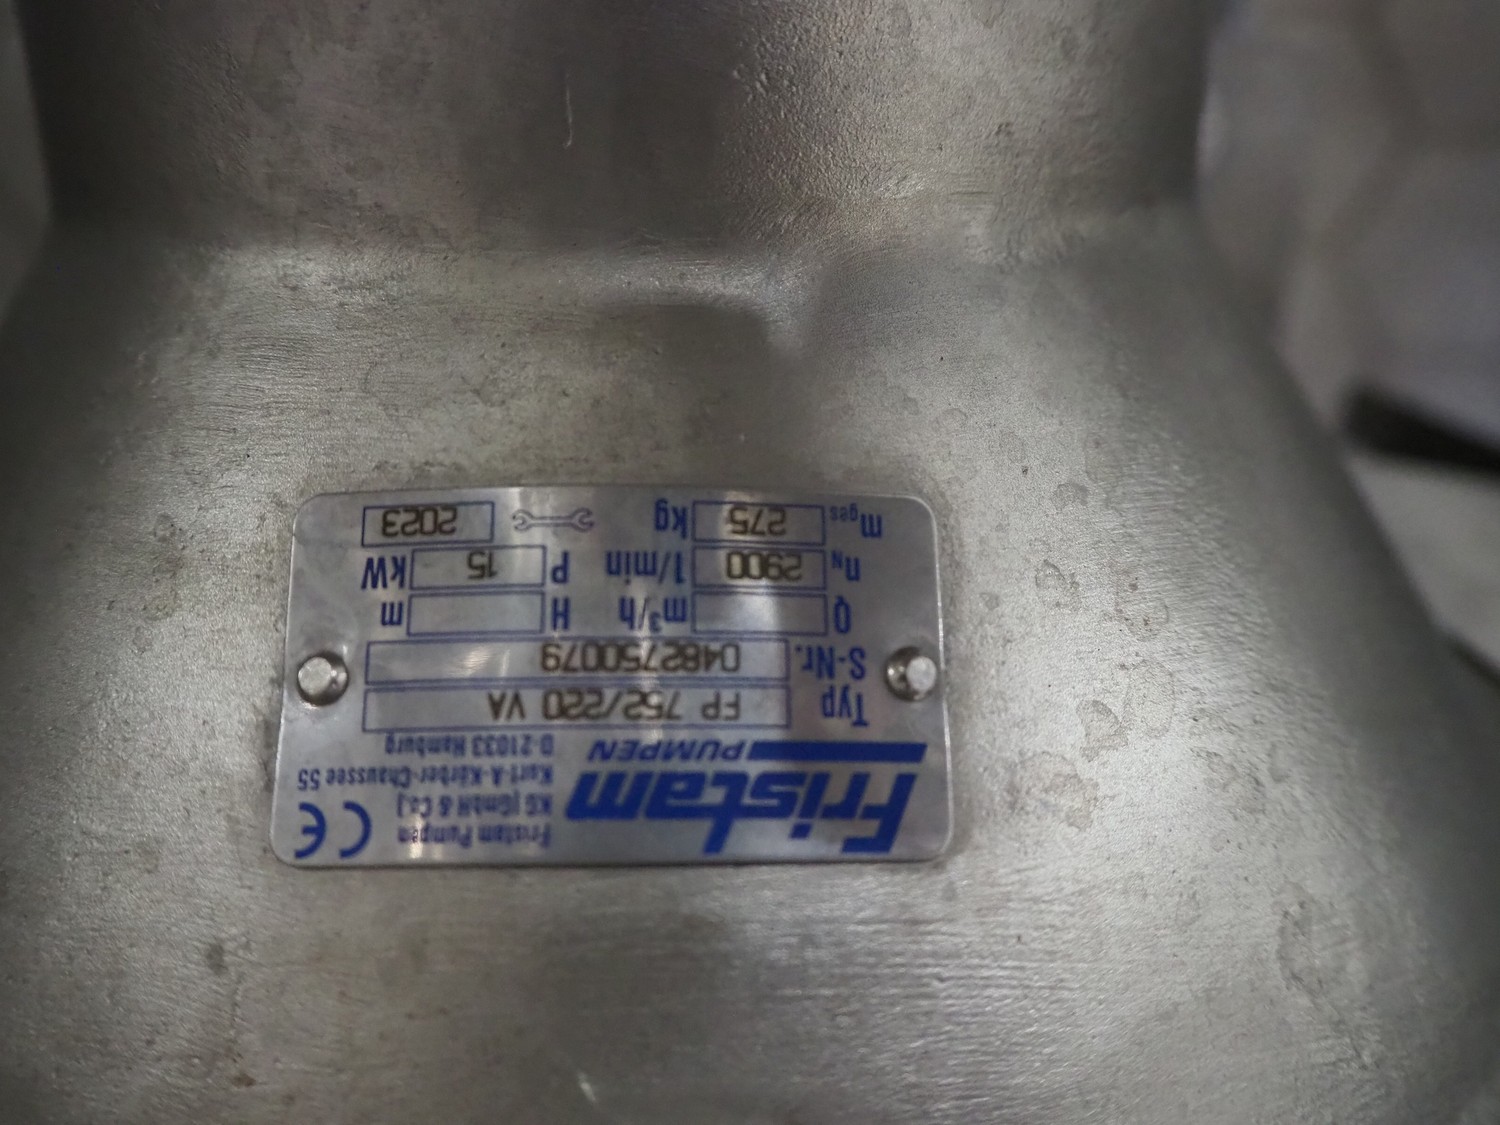 Fristam
PUMPEN
Fristam Pumpen
KG (GmbH & Co.)
Kurt-A.-Körber-Chaussee 55
D-21033 Hamburg
CE
Typ FP 752/220 VA
S-Nr. 0482750079
Q m³/h H m
nN 2900 1/min P 15 kW
mges 275 kg 2023